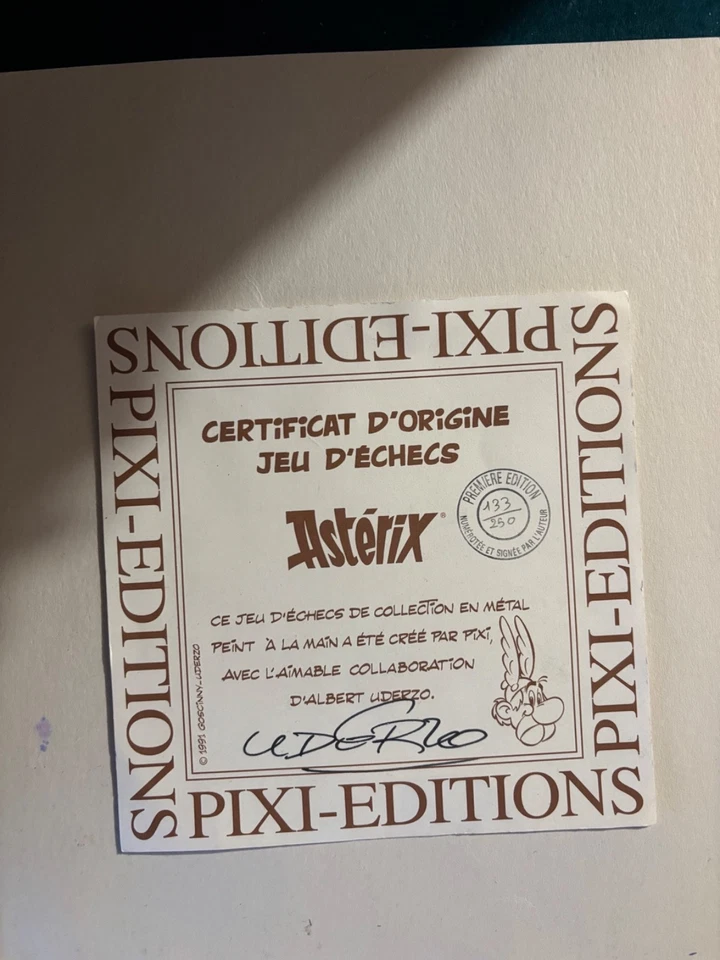 PIXI-EDITIONS
CERTIFICAT D'ORIGINE
JEU D'ÉCHECS
Astérix®
PREMIÈRE EDITION
133
250
NUMÉROTÉE ET SIGNÉE PAR L'AUTEUR
CE JEU D'ÉCHECS DE COLLECTION EN MÉTAL
PEINT À LA MAIN A ÉTÉ CRÉÉ PAR PIXI,
AVEC L'AIMABLE COLLABORATION
D'ALBERT UDERZO.
UDERZO
© 1991 GOSCINNY-UDERZO
PIXI-EDITIONS
PIXI-EDITIONS
PIXI-EDITIONS